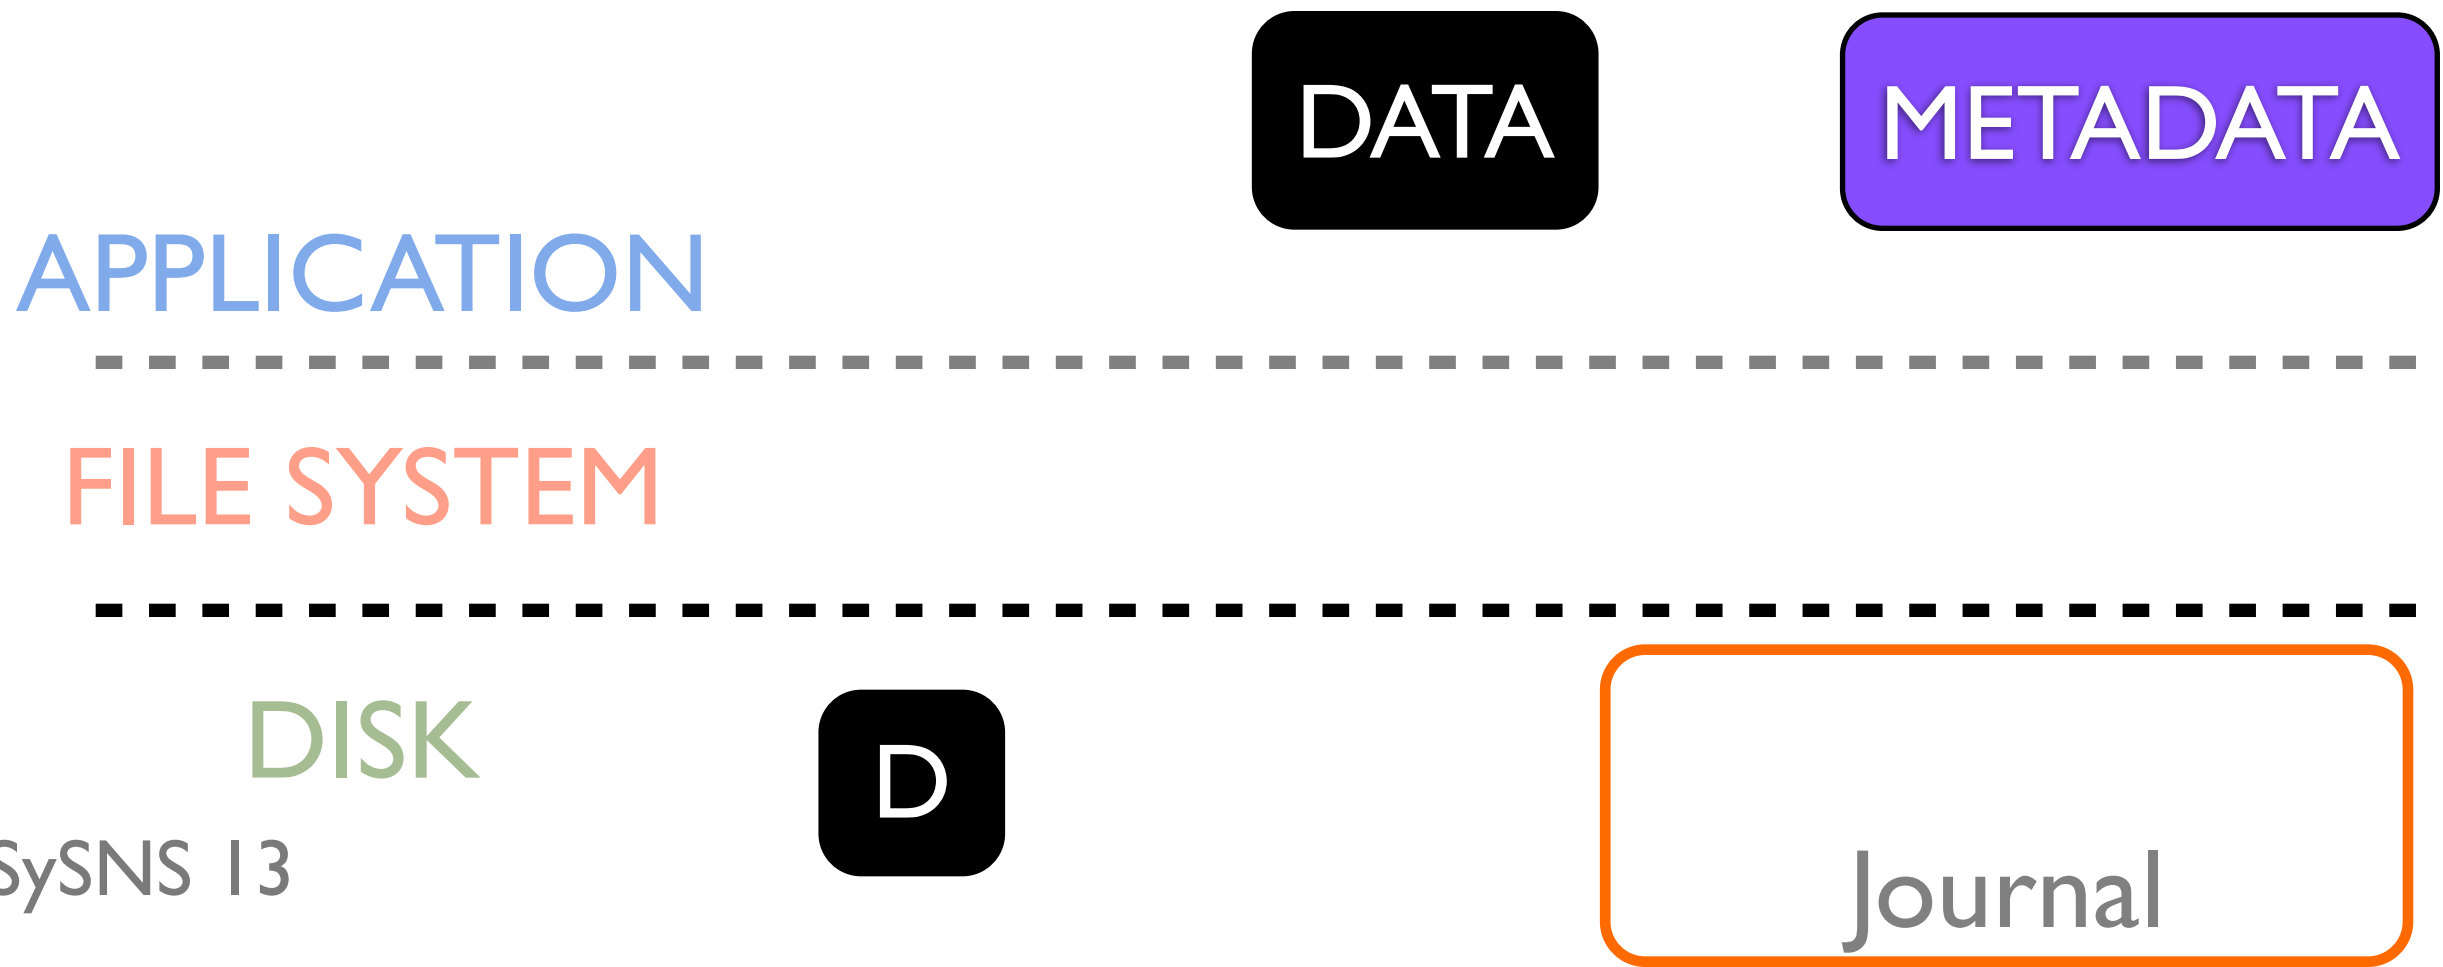 DATA
METADATA
APPLICATION
FILE SYSTEM
DISK
D
SySNS 13
Journal